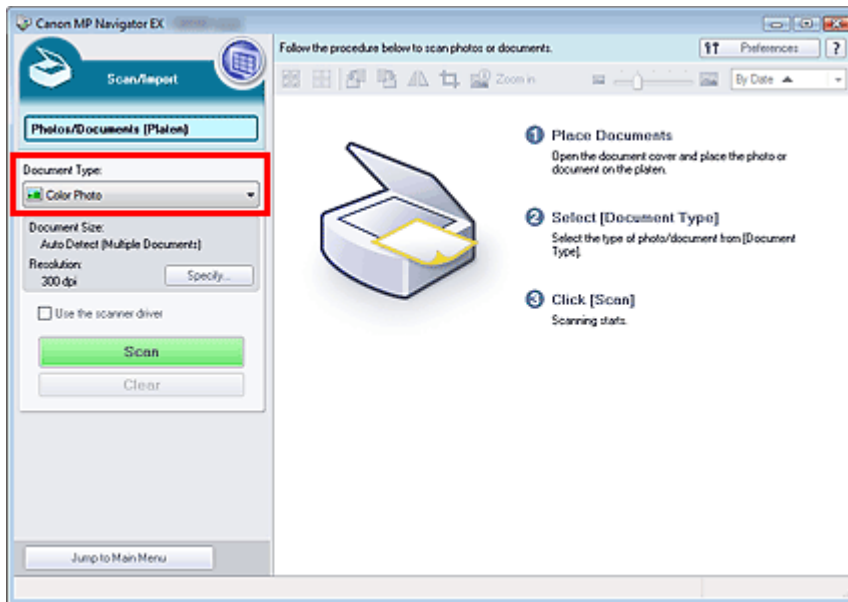 Canon MP Navigator EX
Scan/Import
Photos/Documents (Platen)
Document Type:
Color Photo
Document Size:
Auto Detect (Multiple Documents)
Resolution:
300 dpi
Specify...
Use the scanner driver
Scan
Clear
Jump to Main Menu
Follow the procedure below to scan photos or documents.
Preferences
?
Zoom in
By Date
1 Place Documents
Open the document cover and place the photo or
document on the platen.
2 Select [Document Type]
Select the type of photo/document from [Document
Type].
3 Click [Scan]
Scanning starts.